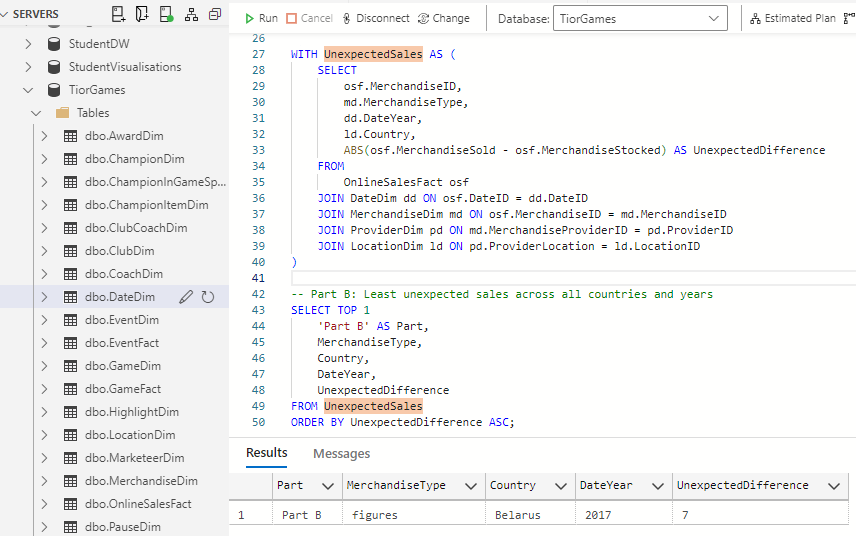 SERVERS
StudentDW
StudentVisualisations
TiorGames
Tables
dbo.AwardDim
dbo.ChampionDim
dbo.ChampionInGameSp...
dbo.ChampionItemDim
dbo.ClubCoachDim
dbo.ClubDim
dbo.CoachDim
dbo.DateDim
dbo.EventDim
dbo.EventFact
dbo.GameDim
dbo.GameFact
dbo.HighlightDim
dbo.LocationDim
dbo.MarketeerDim
dbo.MerchandiseDim
dbo.OnlineSalesFact
dbo.PauseDim
Run Cancel Disconnect Change Database: TiorGames Estimated Plan
26
27 WITH UnexpectedSales AS (
28 SELECT
29 osf.MerchandiseID,
30 md.MerchandiseType,
31 dd.DateYear,
32 ld.Country,
33 ABS(osf.MerchandiseSold - osf.MerchandiseStocked) AS UnexpectedDifference
34 FROM
35 OnlineSalesFact osf
36 JOIN DateDim dd ON osf.DateID = dd.DateID
37 JOIN MerchandiseDim md ON osf.MerchandiseID = md.MerchandiseID
38 JOIN ProviderDim pd ON md.MerchandiseProviderID = pd.ProviderID
39 JOIN LocationDim ld ON pd.ProviderLocation = ld.LocationID
40 )
41
42 -- Part B: Least unexpected sales across all countries and years
43 SELECT TOP 1
44 'Part B' AS Part,
45 MerchandiseType,
46 Country,
47 DateYear,
48 UnexpectedDifference
49 FROM UnexpectedSales
50 ORDER BY UnexpectedDifference ASC;
Results Messages
Part MerchandiseType Country DateYear UnexpectedDifference
1 Part B figures Belarus 2017 7